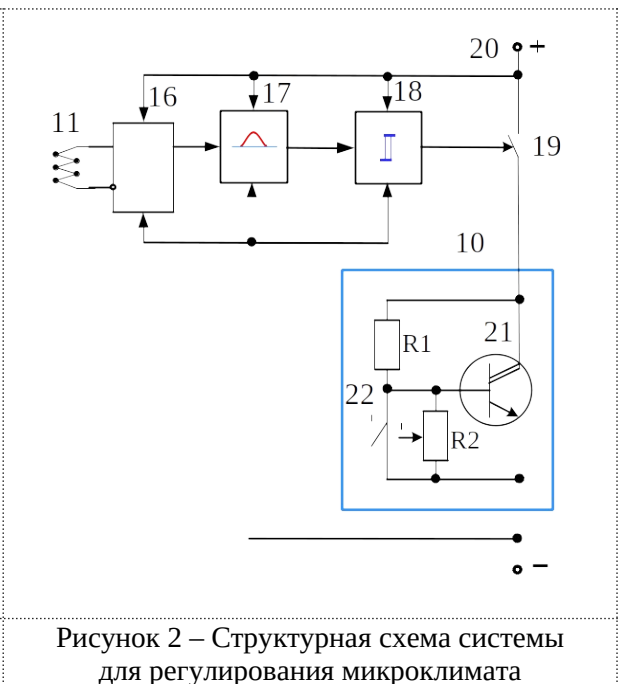 20
+
16
17
18
11
19
10
21
R1
22
R2
−
Рисунок 2 – Структурная схема системы
для регулирования микроклимата